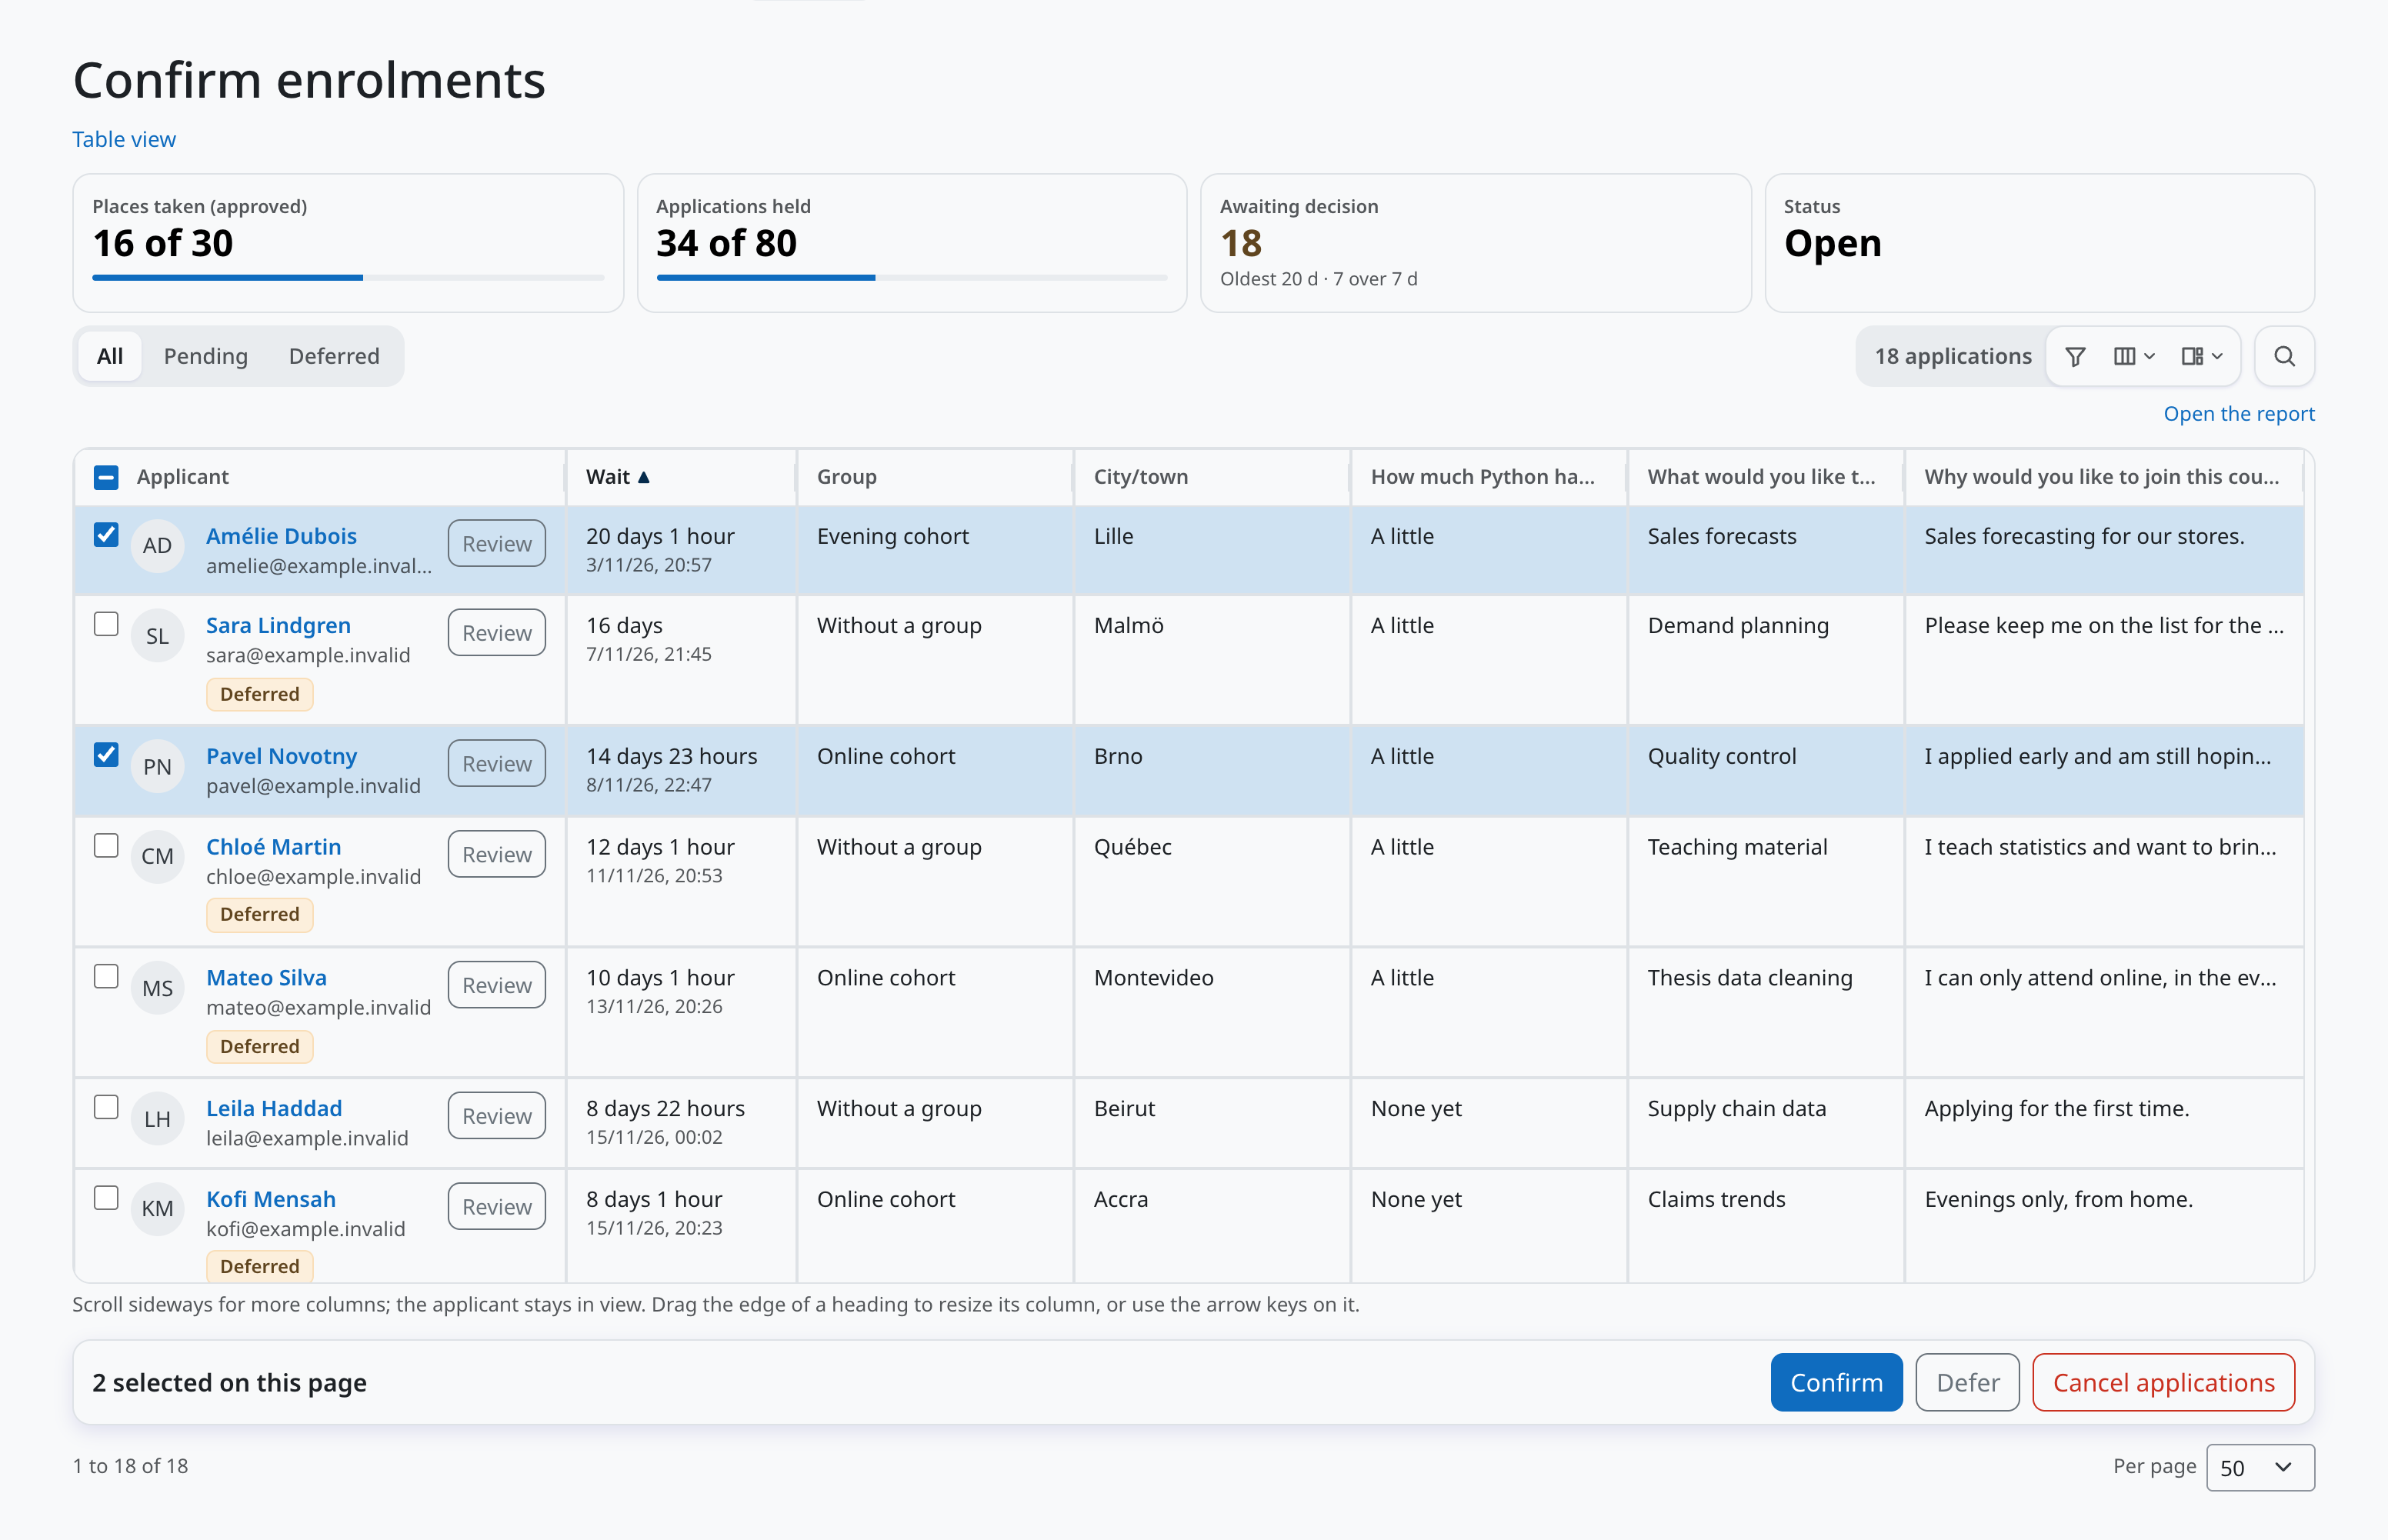 Confirm enrolments
Table view
Places taken (approved)
16 of 30
Applications held
34 of 80
Awaiting decision
18
Oldest 20 d · 7 over 7 d
Status
Open
All Pending Deferred
18 applications
Open the report
Applicant Wait ▲ Group City/town How much Python ha... What would you like t... Why would you like to join this cou...
AD Amélie Dubois Review 20 days 1 hour Evening cohort Lille A little Sales forecasts Sales forecasting for our stores.
amelie@example.inval... 3/11/26, 20:57
SL Sara Lindgren Review 16 days Without a group Malmö A little Demand planning Please keep me on the list for the ...
sara@example.invalid 7/11/26, 21:45
Deferred
PN Pavel Novotny Review 14 days 23 hours Online cohort Brno A little Quality control I applied early and am still hopin...
pavel@example.invalid 8/11/26, 22:47
CM Chloé Martin Review 12 days 1 hour Without a group Québec A little Teaching material I teach statistics and want to brin...
chloe@example.invalid 11/11/26, 20:53
Deferred
MS Mateo Silva Review 10 days 1 hour Online cohort Montevideo A little Thesis data cleaning I can only attend online, in the ev...
mateo@example.invalid 13/11/26, 20:26
Deferred
LH Leila Haddad Review 8 days 22 hours Without a group Beirut None yet Supply chain data Applying for the first time.
leila@example.invalid 15/11/26, 00:02
KM Kofi Mensah Review 8 days 1 hour Online cohort Accra None yet Claims trends Evenings only, from home.
kofi@example.invalid 15/11/26, 20:23
Deferred
Scroll sideways for more columns; the applicant stays in view. Drag the edge of a heading to resize its column, or use the arrow keys on it.
2 selected on this page Confirm Defer Cancel applications
1 to 18 of 18 Per page 50